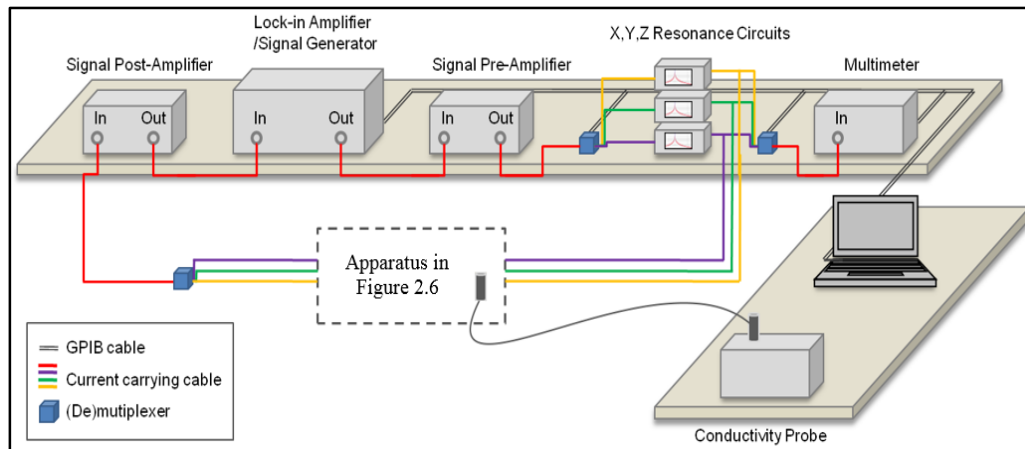 Lock-in Amplifier
/Signal Generator
X,Y,Z Resonance Circuits
Signal Post-Amplifier
Signal Pre-Amplifier
Multimeter
In
Out
In
Out
In
Out
In
Apparatus in
Figure 2.6
GPIB cable
Current carrying cable
(De)mutiplexer
Conductivity Probe